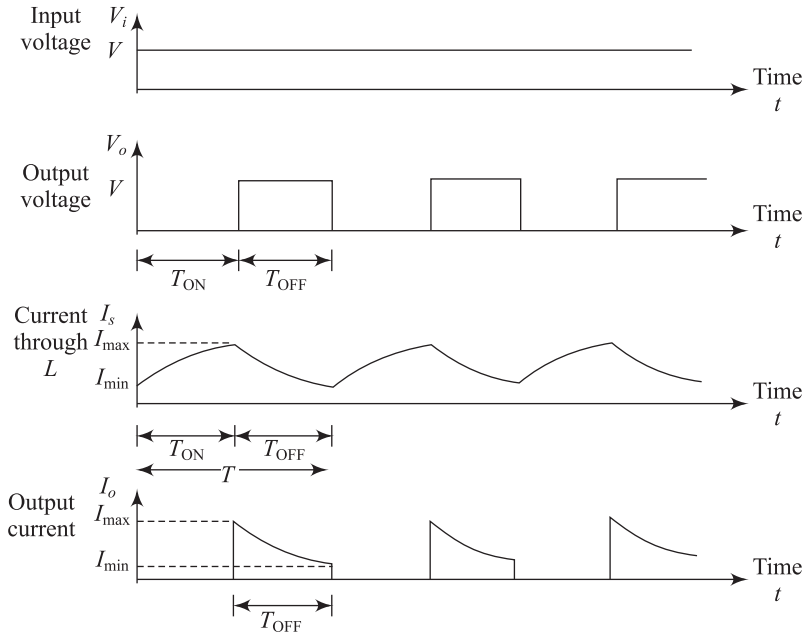 Input voltage
V_i
V
Time
t
Output voltage
V_o
V
Time
t
T_ON
T_OFF
Current through L
I_s
I_max
I_min
Time
t
T_ON
T_OFF
T
Output current
I_o
I_max
I_min
Time
t
T_OFF